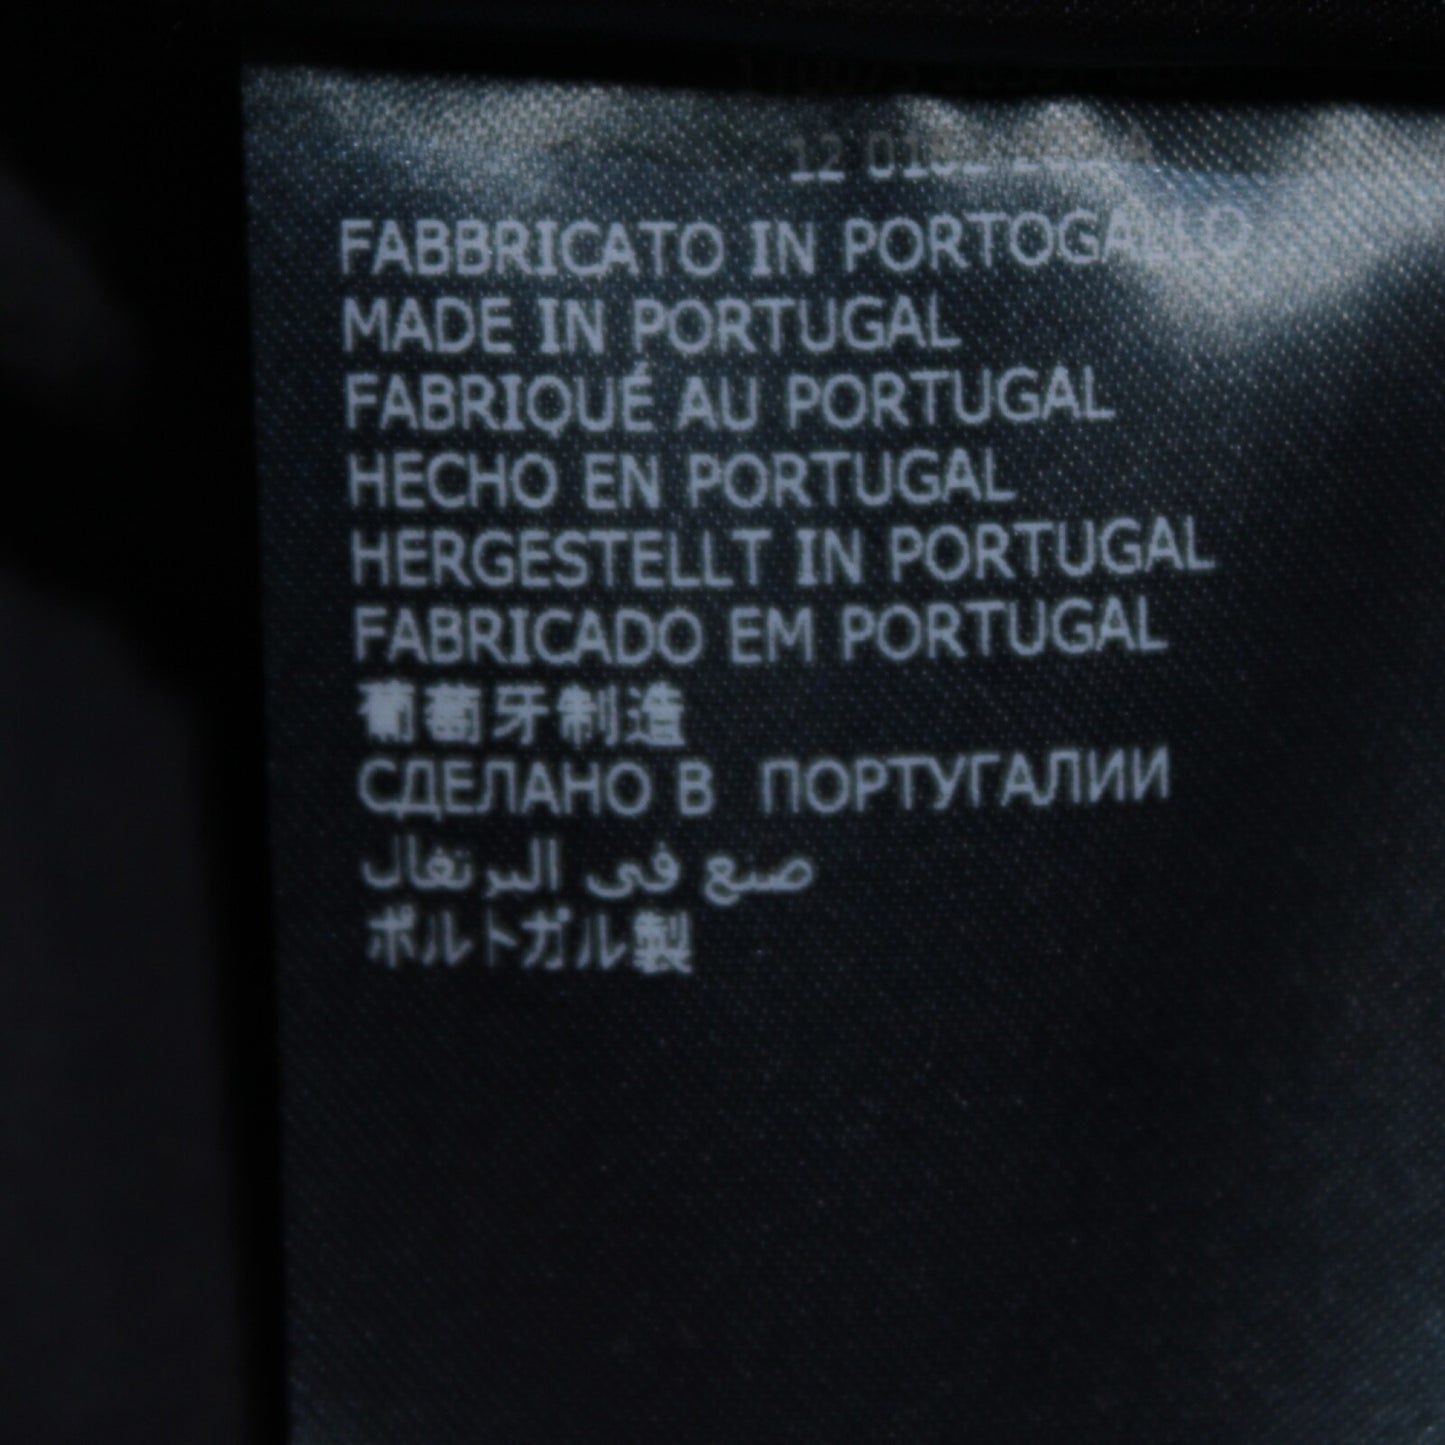 12
FABBRICATO IN PORTOGALLO
MADE IN PORTUGAL
FABRIQUÉ AU PORTUGAL
HECHO EN PORTUGAL
HERGESTELLT IN PORTUGAL
FABRICADO EM PORTUGAL
葡萄牙制造
СДЕЛАНО В ПОРТУГАЛИИ
صنع فى البرتغال
ポルトガル製